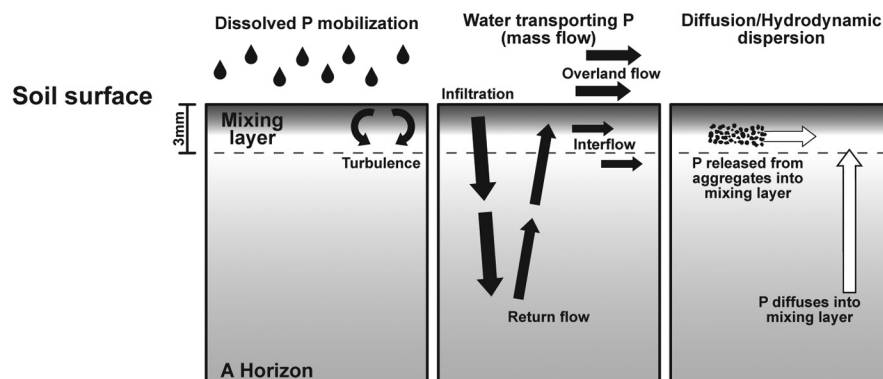 Dissolved P mobilization
Water transporting P
(mass flow)
Diffusion/Hydrodynamic
dispersion
Overland flow
Soil surface
Infiltration
3mm
Mixing
layer
Turbulence
Interflow
P released from
aggregates into
mixing layer
P diffuses into
mixing layer
Return flow
A Horizon